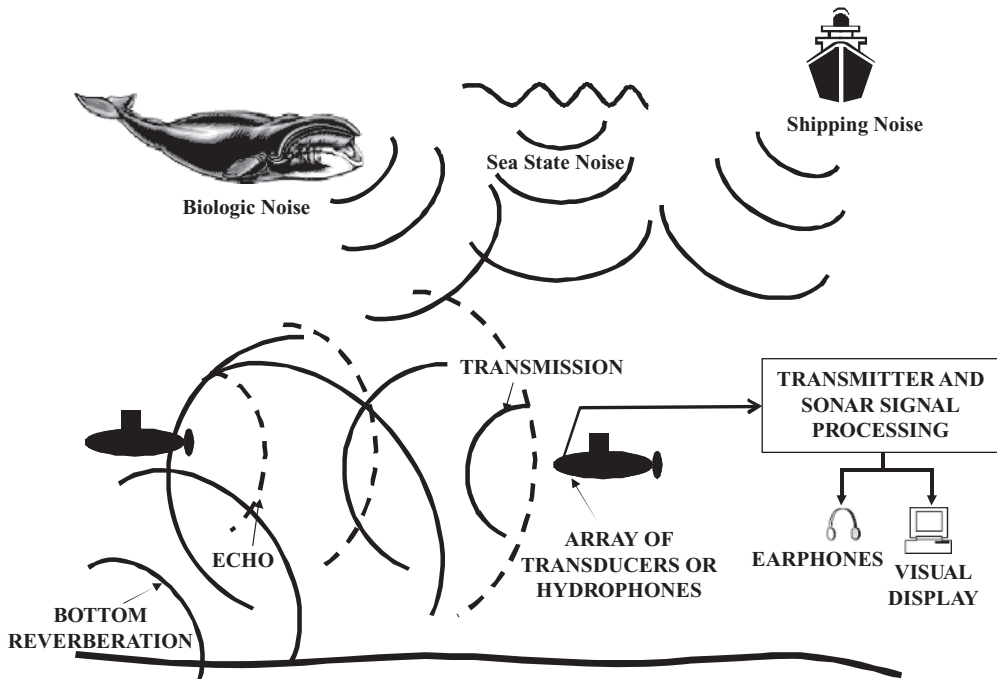 Shipping Noise
Sea State Noise
Biologic Noise
TRANSMISSION
TRANSMITTER AND
SONAR SIGNAL
PROCESSING
ECHO
ARRAY OF
TRANSDUCERS OR
HYDROPHONES
EARPHONES
VISUAL
DISPLAY
BOTTOM
REVERBERATION